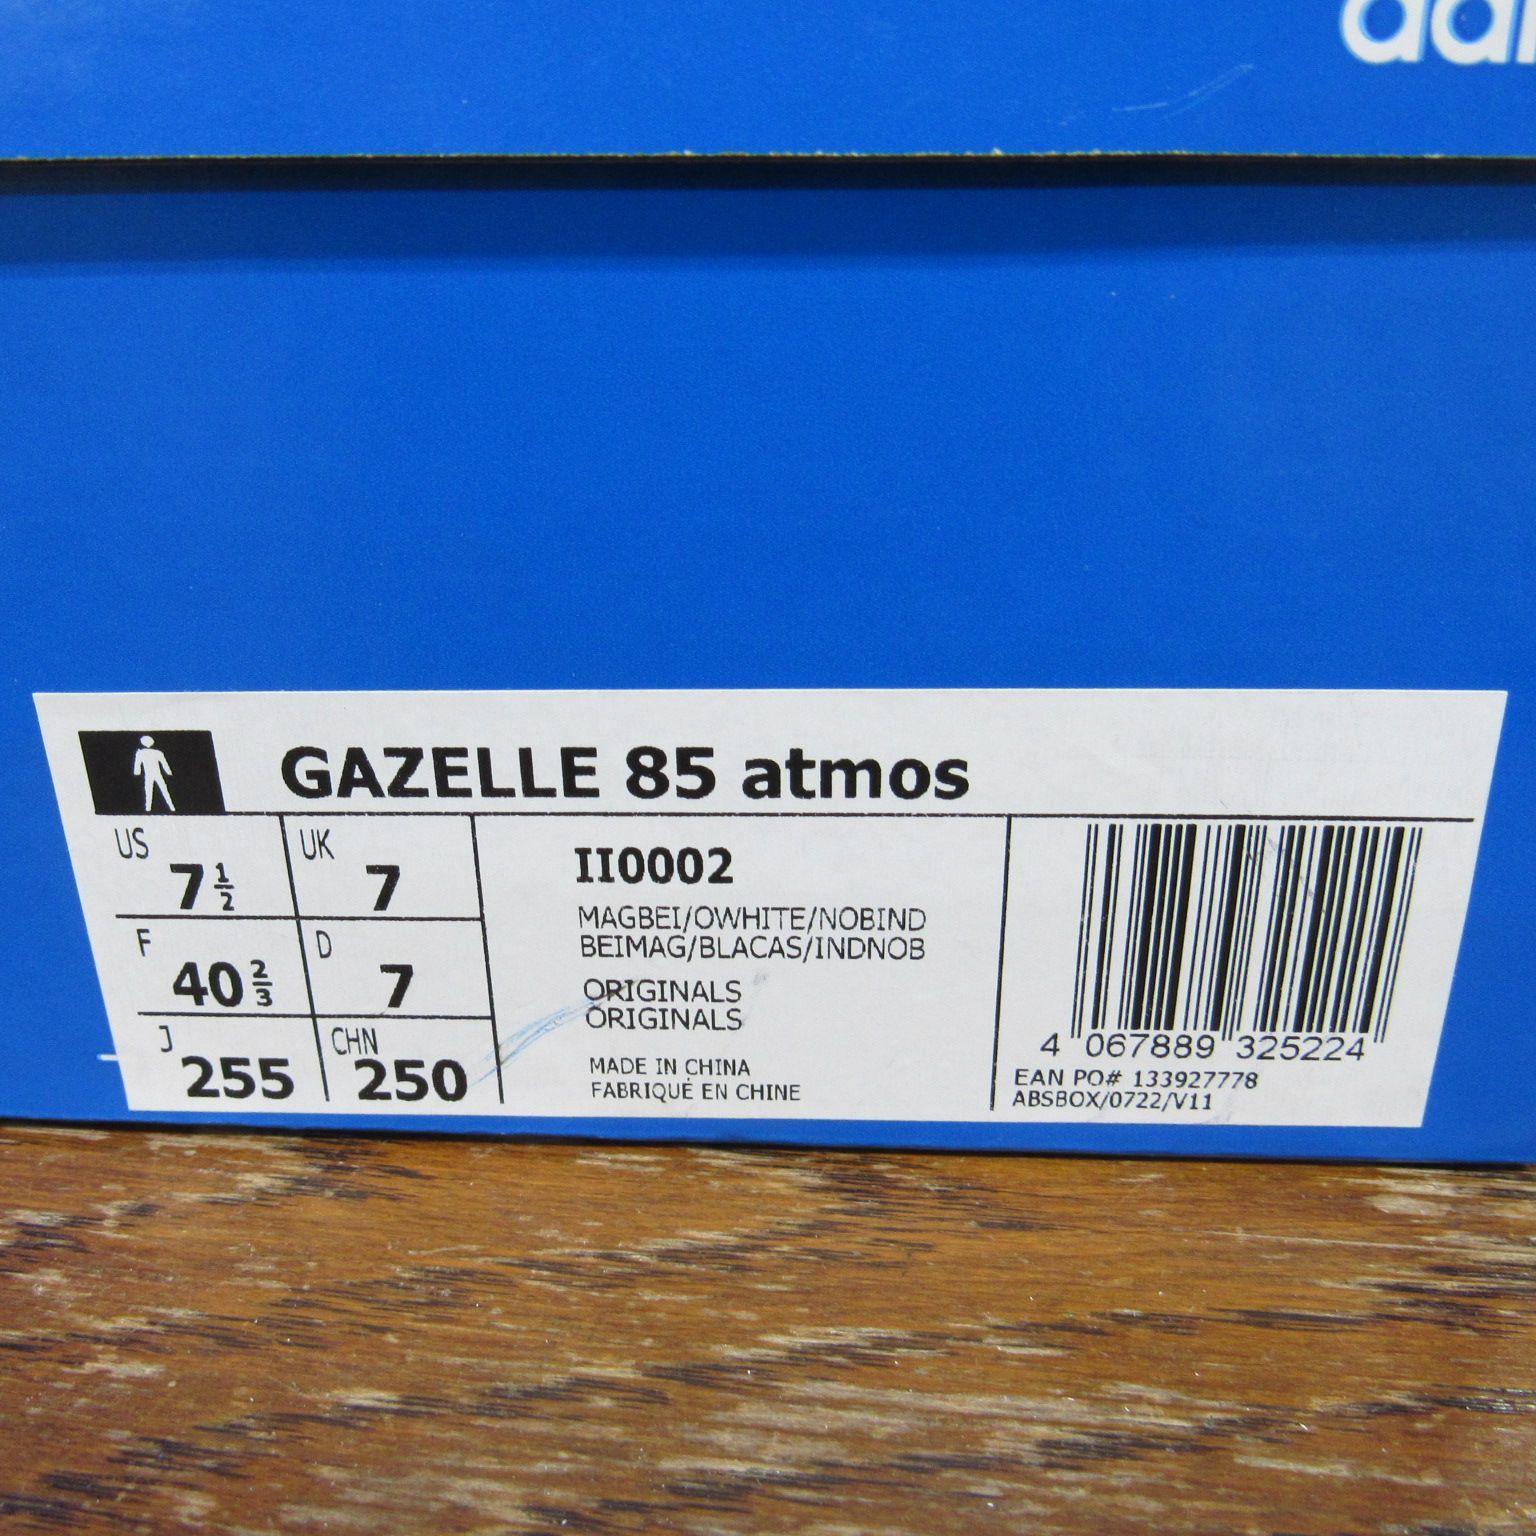 GAZELLE 85 atmos
US 7 1/2
UK 7
F 40 2/3
D 7
J 255
CHN 250
II0002
MAGBEI/OWHITE/NOBIND
BEIMAG/BLACAS/INDNOB
ORIGINALS
ORIGINALS
MADE IN CHINA
FABRIQUÉ EN CHINE
4 067889 325224
EAN PO# 133927778
ABSBOX/0722/V11